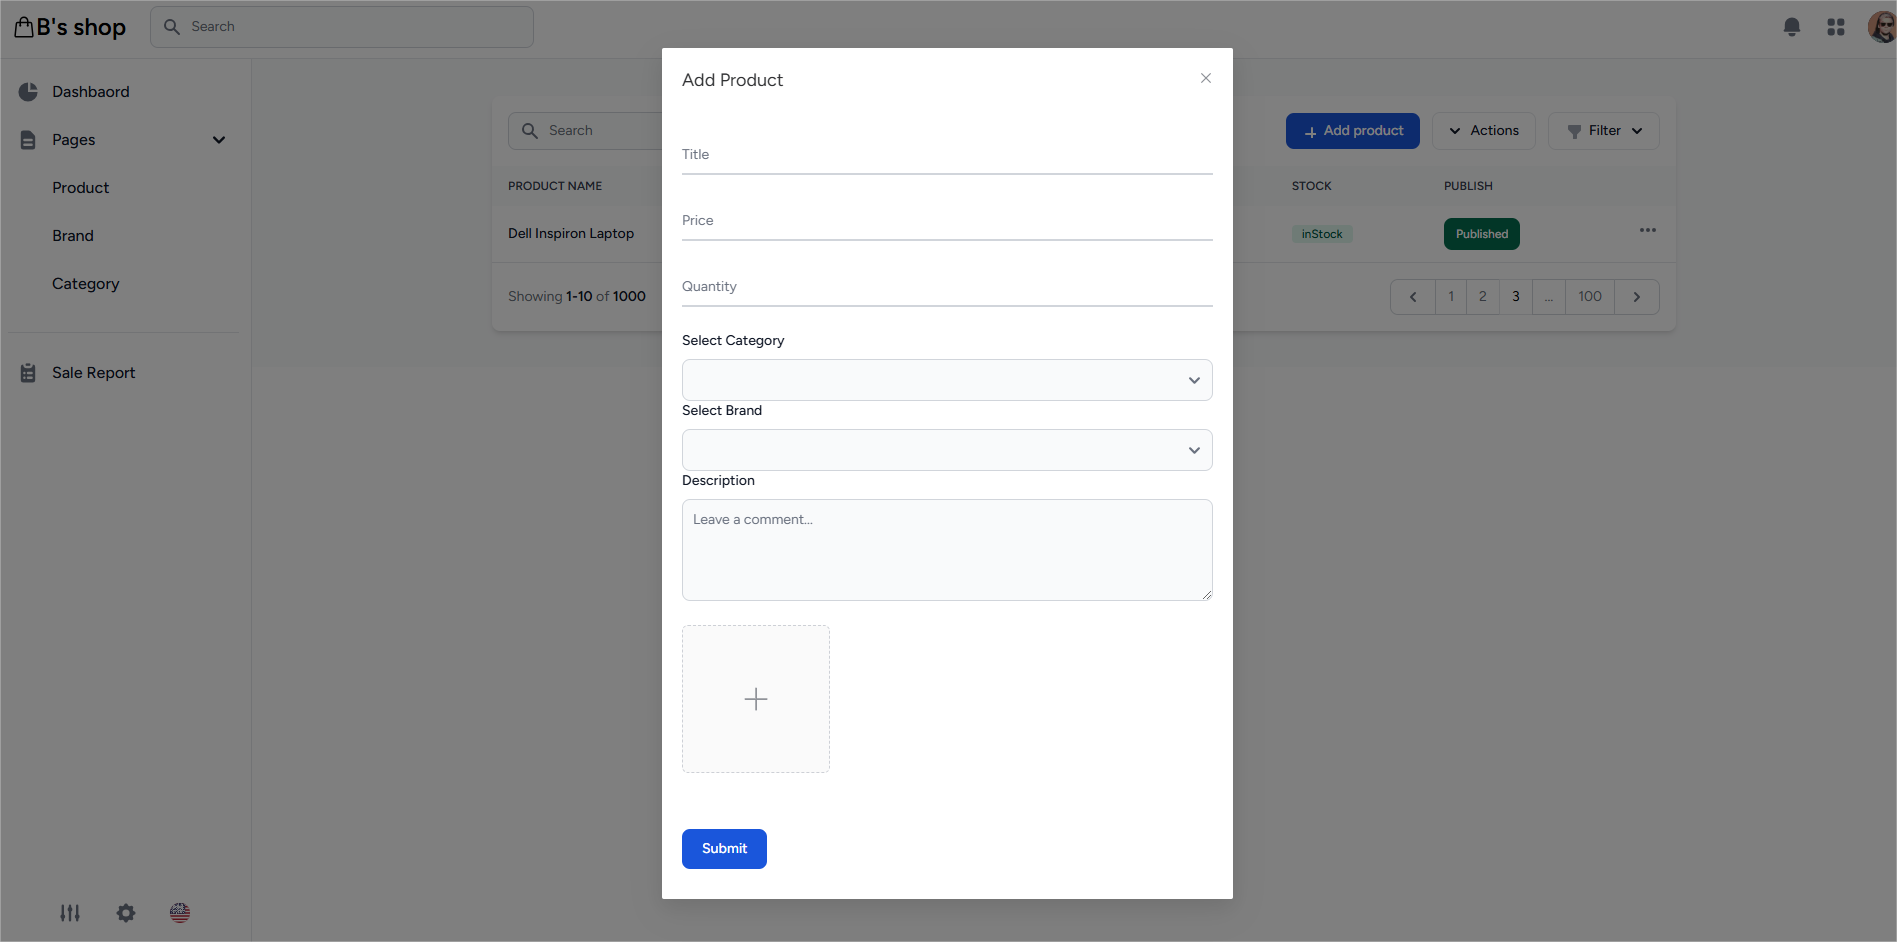 B's shop
Search
Dashbaord
Pages
Product
Brand
Category
Sale Report
Search
Add product
Actions
Filter
PRODUCT NAME
STOCK
PUBLISH
Dell Inspiron Laptop
inStock
Published
Showing 1-10 of 1000
1
2
3
...
100
Add Product
Title
Price
Quantity
Select Category
Select Brand
Description
Leave a comment...
Submit